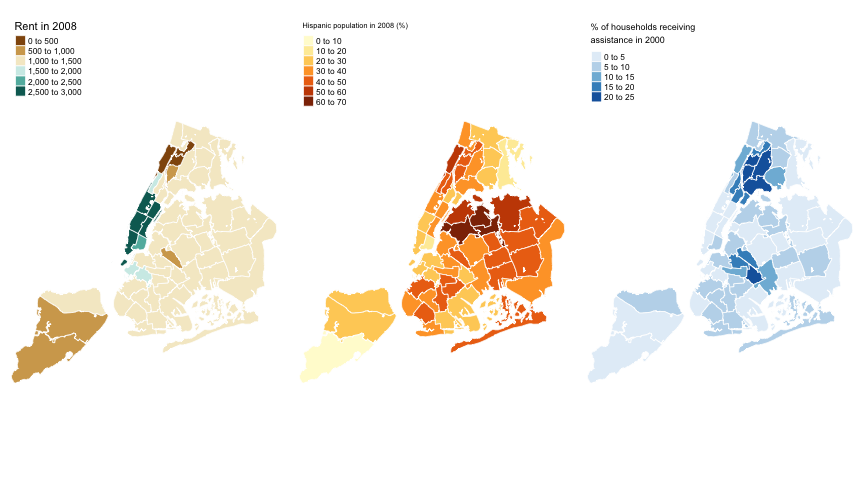 Rent in 2008
0 to 500
500 to 1,000
1,000 to 1,500
1,500 to 2,000
2,000 to 2,500
2,500 to 3,000
Hispanic population in 2008 (%)
0 to 10
10 to 20
20 to 30
30 to 40
40 to 50
50 to 60
60 to 70
% of households receiving
assistance in 2000
0 to 5
5 to 10
10 to 15
15 to 20
20 to 25